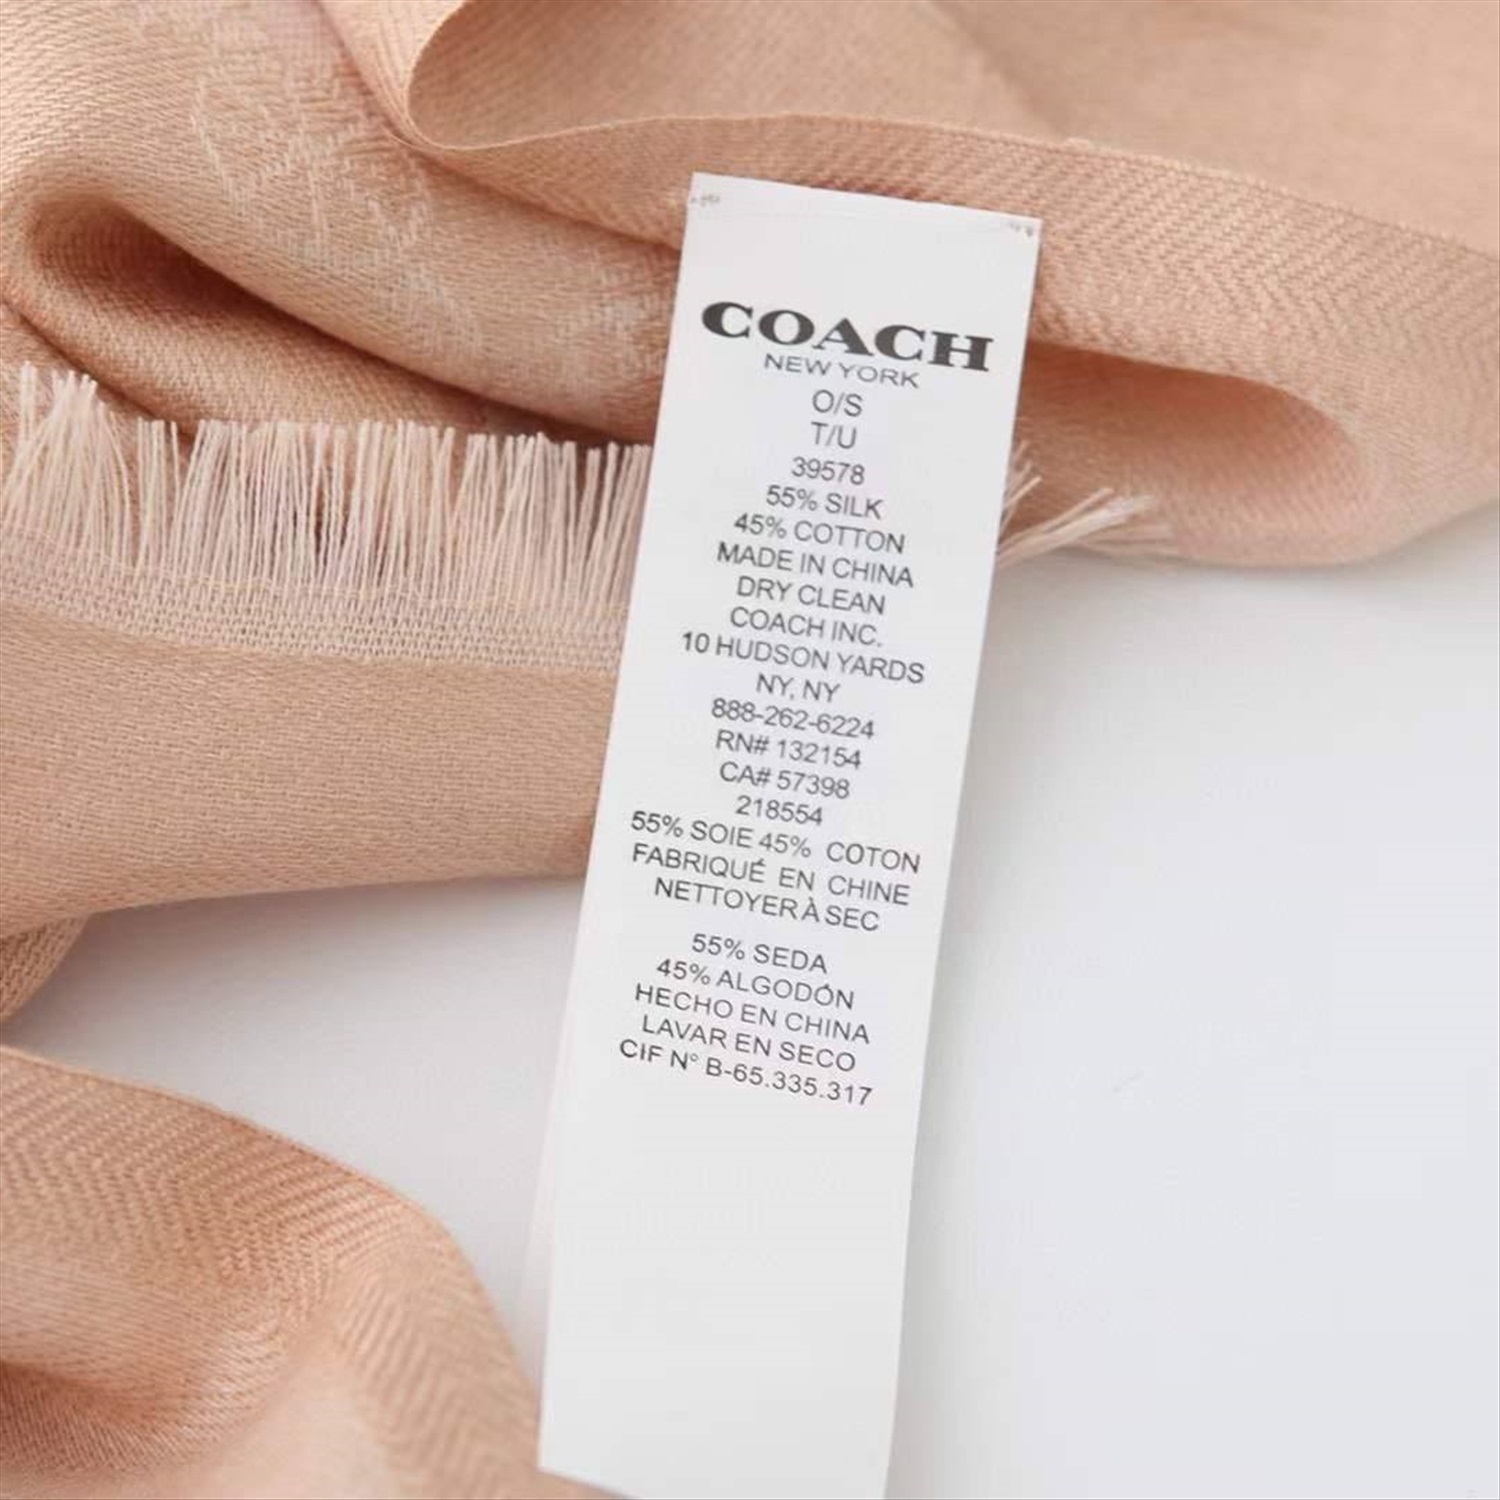 COACH
NEW YORK
O/S
T/U
39578
55% SILK
45% COTTON
MADE IN CHINA
DRY CLEAN
COACH INC.
10 HUDSON YARDS
NY, NY
888-262-6224
RN# 132154
CA# 57398
218554
55% SOIE 45% COTON
FABRIQUÉ EN CHINE
NETTOYER À SEC
55% SEDA
45% ALGODÓN
HECHO EN CHINA
LAVAR EN SECO
CIF N° B-65.335.317